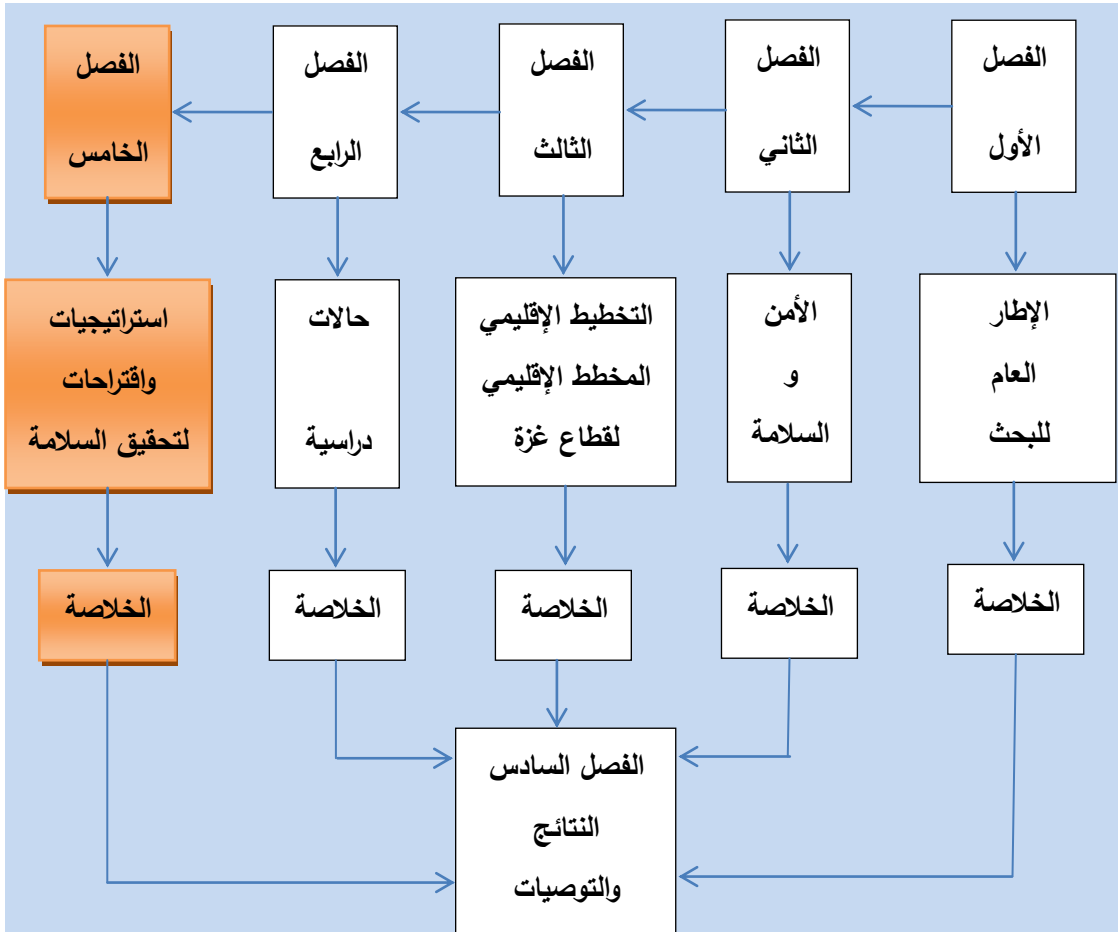 الفصل
الأول
الفصل
الثاني
الفصل
الثالث
الفصل
الرابع
الفصل
الخامس
الإطار
العام
للبحث
الأمن
و
السلامة
التخطيط الإقليمي
المخطط الإقليمي
لقطاع غزة
حالات
دراسية
استراتيجيات
واقتراحات
لتحقيق السلامة
الخلاصة
الخلاصة
الخلاصة
الخلاصة
الخلاصة
الفصل السادس
النتائج
والتوصيات